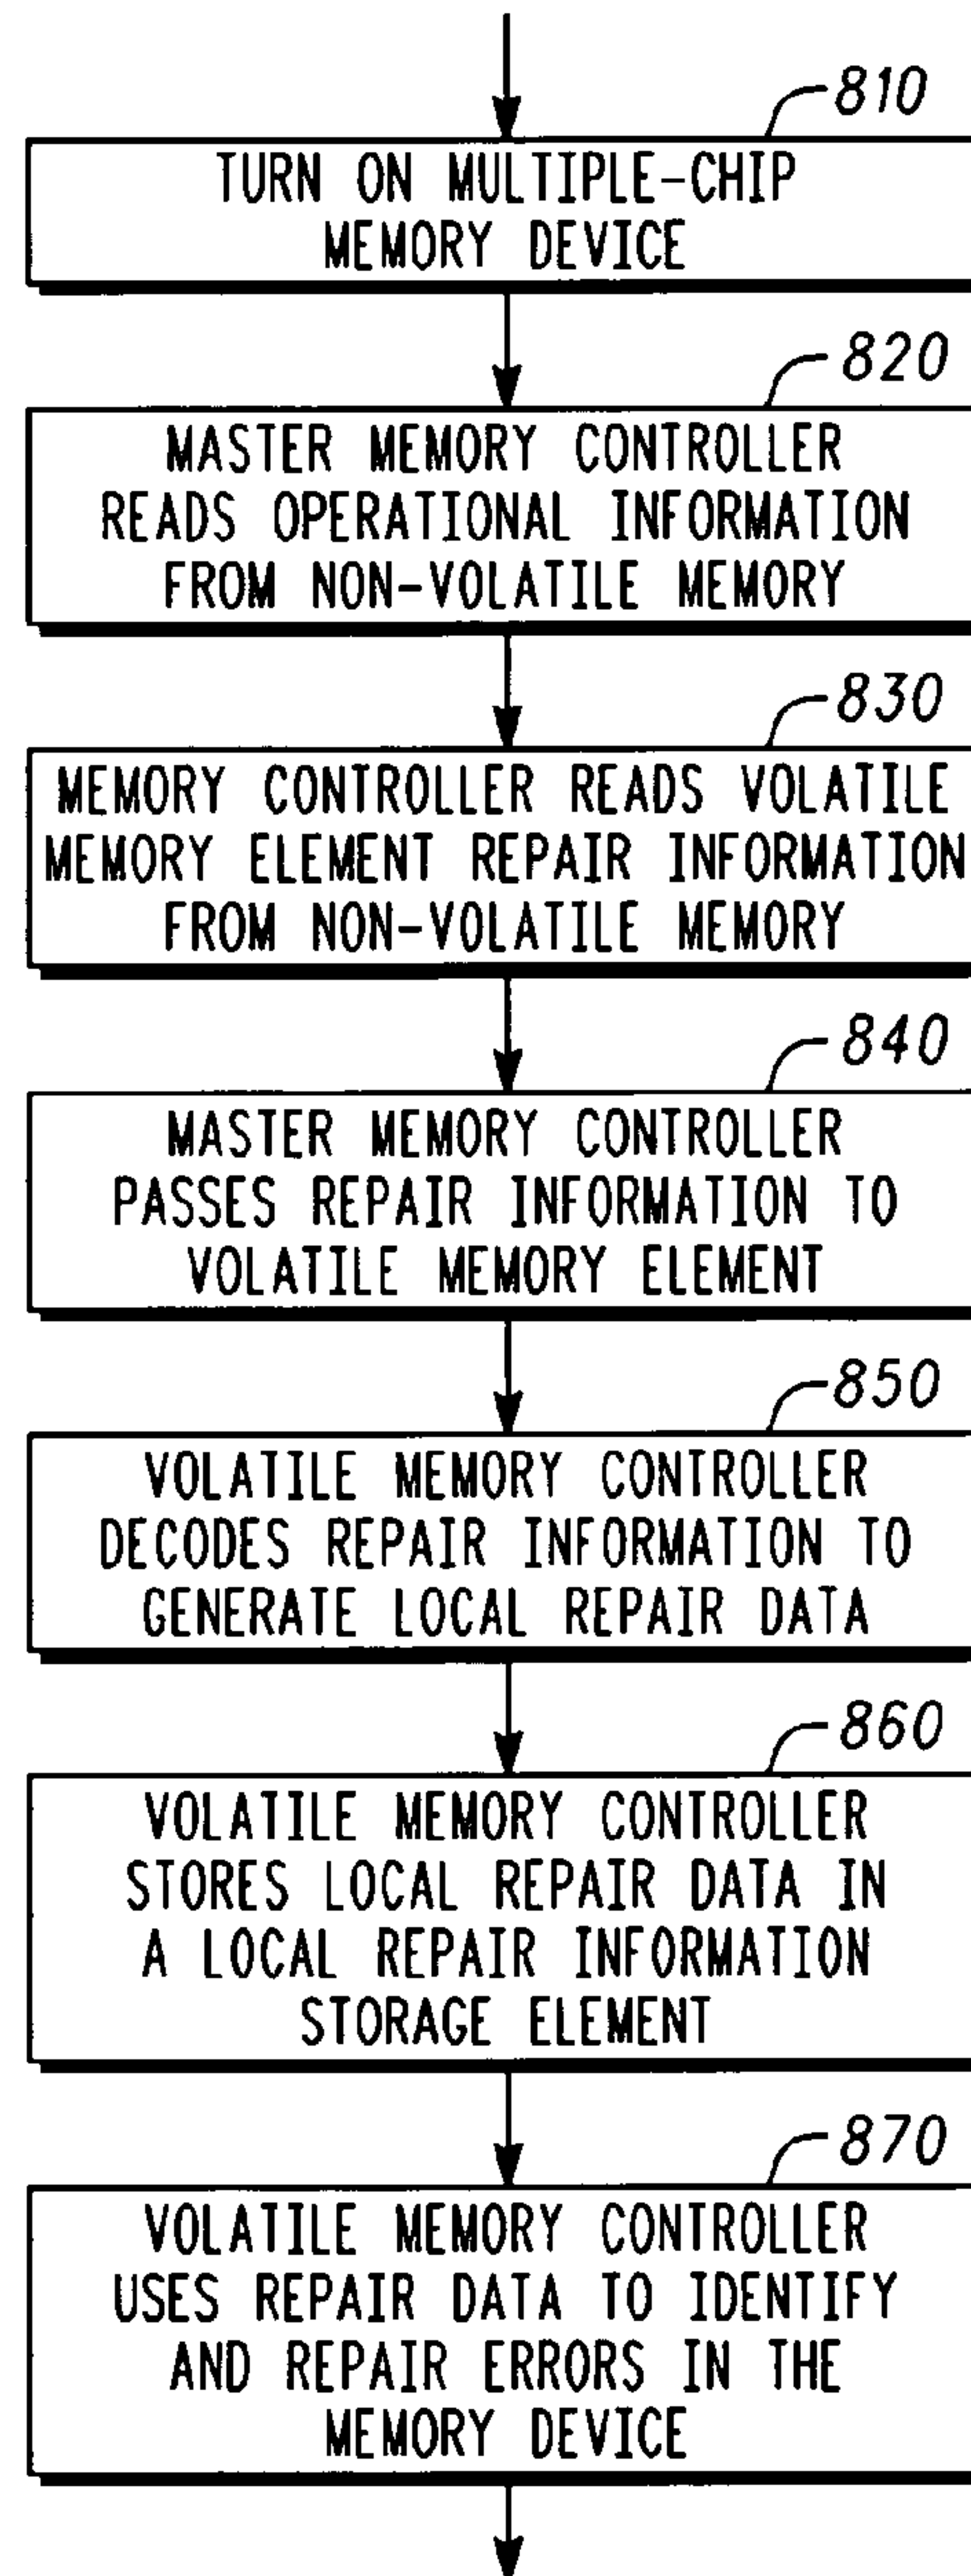 810
TURN ON MULTIPLE-CHIP
MEMORY DEVICE
820
MASTER MEMORY CONTROLLER
READS OPERATIONAL INFORMATION
FROM NON-VOLATILE MEMORY
830
MEMORY CONTROLLER READS VOLATILE
MEMORY ELEMENT REPAIR INFORMATION
FROM NON-VOLATILE MEMORY
840
MASTER MEMORY CONTROLLER
PASSES REPAIR INFORMATION TO
VOLATILE MEMORY ELEMENT
850
VOLATILE MEMORY CONTROLLER
DECODES REPAIR INFORMATION TO
GENERATE LOCAL REPAIR DATA
860
VOLATILE MEMORY CONTROLLER
STORES LOCAL REPAIR DATA IN
A LOCAL REPAIR INFORMATION
STORAGE ELEMENT
870
VOLATILE MEMORY CONTROLLER
USES REPAIR DATA TO IDENTIFY
AND REPAIR ERRORS IN THE
MEMORY DEVICE